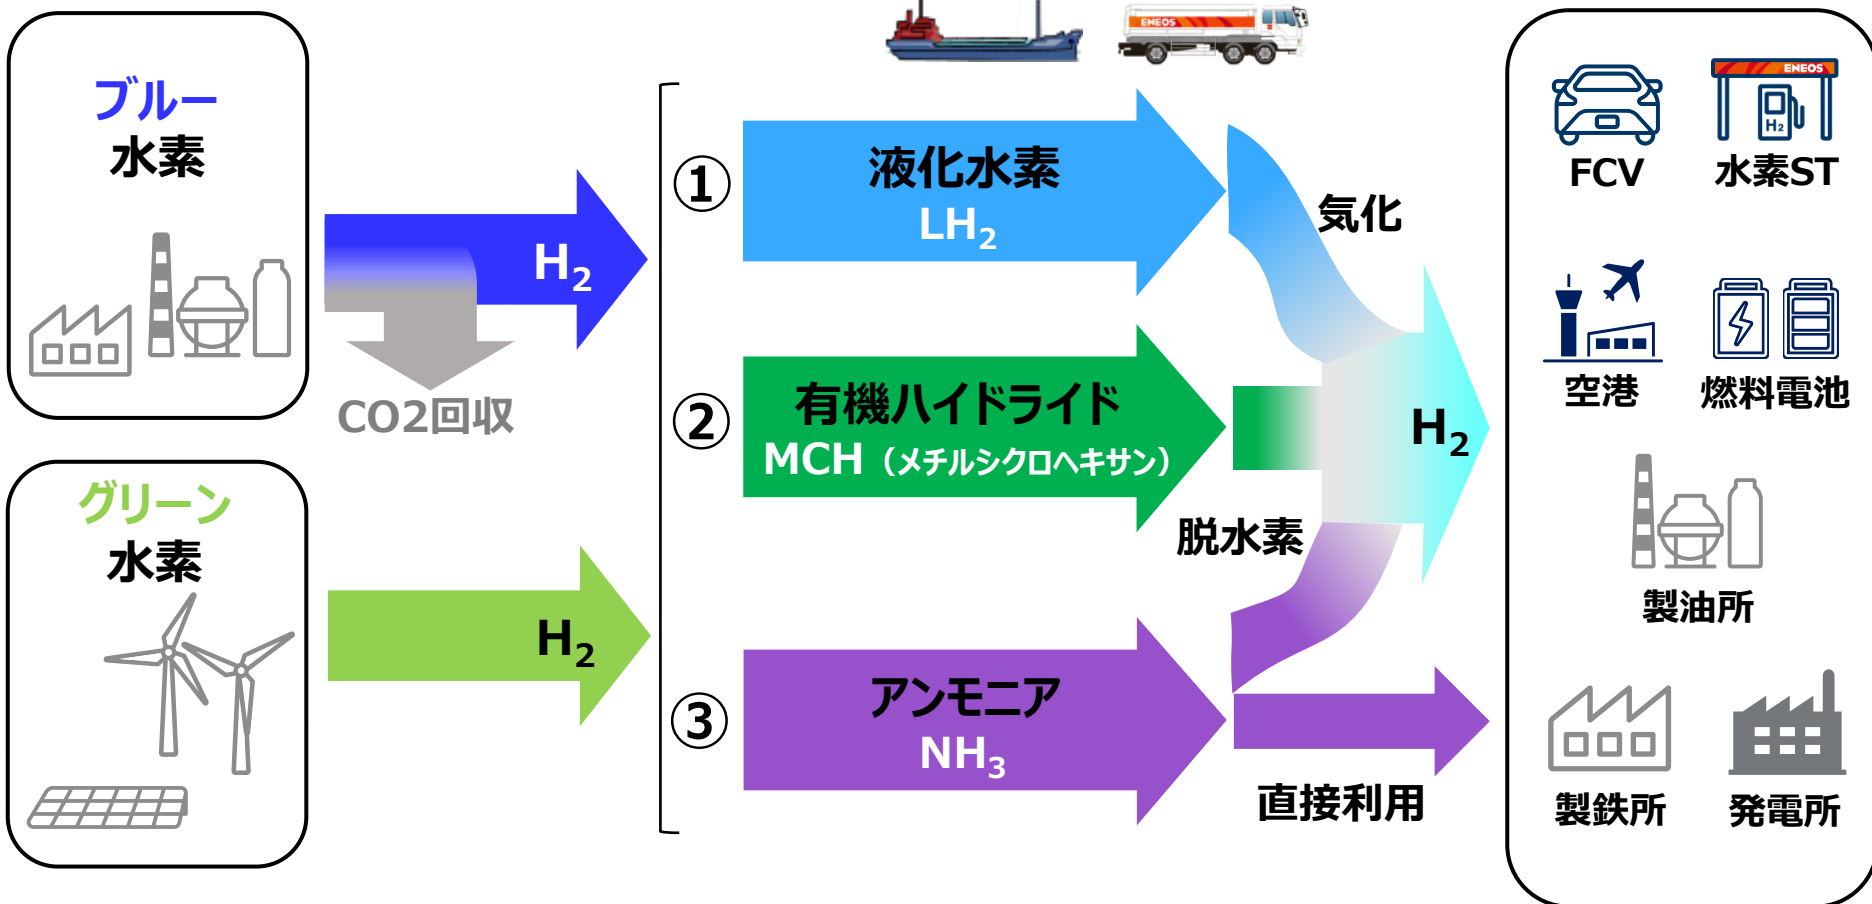 ENEOS
ブルー
水素
H₂
CO2回収
グリーン
水素
H₂
①
液化水素
LH₂
気化
②
有機ハイドライド
MCH（メチルシクロヘキサン）
脱水素
H₂
③
アンモニア
NH₃
直接利用
ENEOS
H₂
FCV
水素ST
空港
燃料電池
製油所
製鉄所
発電所